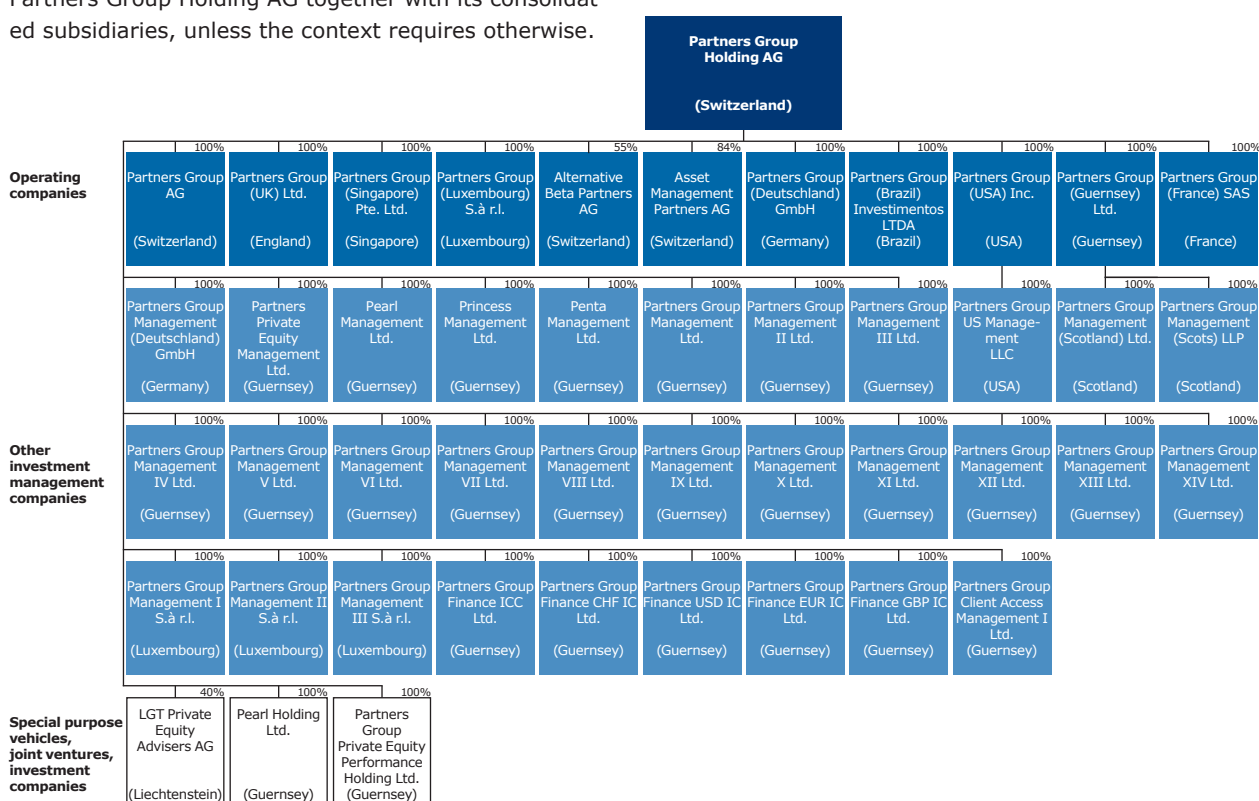 Partners Group Holding AG together with its consolidat
ed subsidiaries, unless the context requires otherwise.
Partners Group
Holding AG
(Switzerland)
Operating
companies
100%
Partners Group
AG
(Switzerland)
100%
Partners Group
(UK) Ltd.
(England)
100%
Partners Group
(Singapore)
Pte. Ltd.
(Singapore)
100%
Partners Group
(Luxembourg)
S.à r.l.
(Luxembourg)
55%
Alternative
Beta Partners
AG
(Switzerland)
84%
Asset
Management
Partners AG
(Switzerland)
100%
Partners Group
(Deutschland)
GmbH
(Germany)
100%
Partners Group
(Brazil)
Investimentos
LTDA
(Brazil)
100%
Partners Group
(USA) Inc.
(USA)
100%
Partners Group
(Guernsey)
Ltd.
(Guernsey)
100%
Partners Group
(France) SAS
(France)
Other
investment
management
companies
100%
Partners Group
Management
(Deutschland)
GmbH
(Germany)
100%
Partners
Private
Equity
Management
Ltd.
(Guernsey)
100%
Pearl
Management
Ltd.
(Guernsey)
100%
Princess
Management
Ltd.
(Guernsey)
100%
Penta
Management
Ltd.
(Guernsey)
100%
Partners Group
Management
Ltd.
(Guernsey)
100%
Partners Group
Management
II Ltd.
(Guernsey)
100%
Partners Group
Management
III Ltd.
(Guernsey)
100%
Partners Group
US Manage-
ment
LLC
(USA)
100%
Partners Group
Management
(Scotland) Ltd.
(Scotland)
100%
Partners Group
Management
(Scots) LLP
(Scotland)
100%
Partners Group
Management
IV Ltd.
(Guernsey)
100%
Partners Group
Management
V Ltd.
(Guernsey)
100%
Partners Group
Management
VI Ltd.
(Guernsey)
100%
Partners Group
Management
VII Ltd.
(Guernsey)
100%
Partners Group
Management
VIII Ltd.
(Guernsey)
100%
Partners Group
Management
IX Ltd.
(Guernsey)
100%
Partners Group
Management
X Ltd.
(Guernsey)
100%
Partners Group
Management
XI Ltd.
(Guernsey)
100%
Partners Group
Management
XII Ltd.
(Guernsey)
100%
Partners Group
Management
XIII Ltd.
(Guernsey)
100%
Partners Group
Management
XIV Ltd.
(Guernsey)
100%
Partners Group
Management I
S.à r.l.
(Luxembourg)
100%
Partners Group
Management II
S.à r.l.
(Luxembourg)
100%
Partners Group
Management
III S.à r.l.
(Luxembourg)
100%
Partners Group
Finance ICC
Ltd.
(Guernsey)
100%
Partners Group
Finance CHF IC
Ltd.
(Guernsey)
100%
Partners Group
Finance USD IC
Ltd.
(Guernsey)
100%
Partners Group
Finance EUR IC
Ltd.
(Guernsey)
100%
Partners Group
Finance GBP IC
Ltd.
(Guernsey)
100%
Partners Group
Client Access
Management I
Ltd.
(Guernsey)
Special purpose
vehicles,
joint ventures,
investment
companies
40%
LGT Private
Equity
Advisers AG
(Liechtenstein)
100%
Pearl Holding
Ltd.
(Guernsey)
100%
Partners
Group
Private Equity
Performance
Holding Ltd.
(Guernsey)